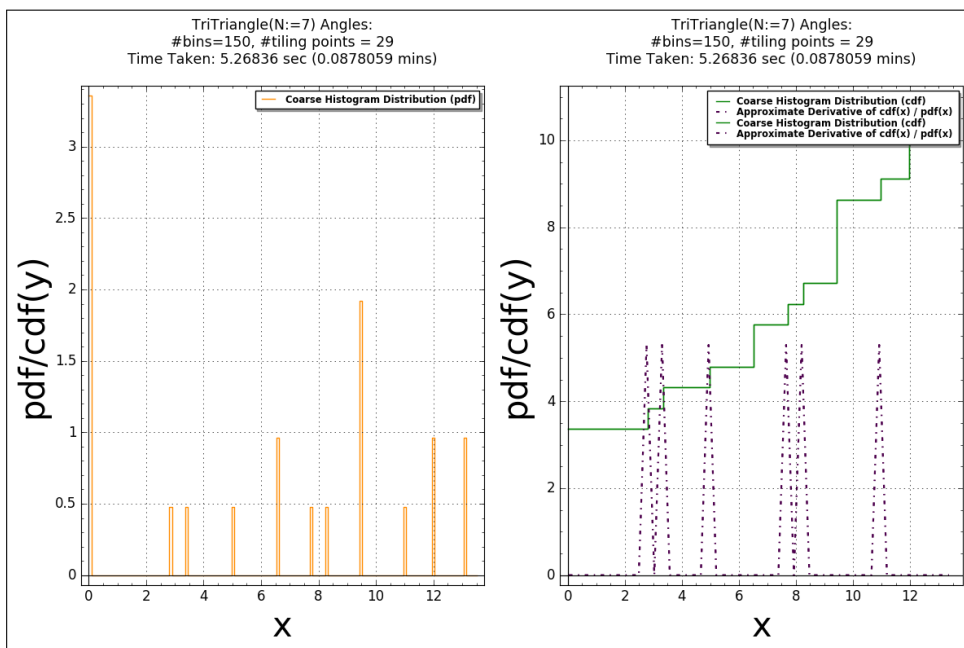 TriTriangle(N:=7) Angles:
#bins=150, #tiling points = 29
Time Taken: 5.26836 sec (0.0878059 mins)
Coarse Histogram Distribution (pdf)
3
2.5
2
1.5
1
0.5
0
0
2
4
6
8
10
12
pdf/cdf(y)
x
TriTriangle(N:=7) Angles:
#bins=150, #tiling points = 29
Time Taken: 5.26836 sec (0.0878059 mins)
Coarse Histogram Distribution (cdf)
Approximate Derivative of cdf(x) / pdf(x)
Coarse Histogram Distribution (cdf)
Approximate Derivative of cdf(x) / pdf(x)
10
8
6
4
2
0
0
2
4
6
8
10
12
pdf/cdf(y)
x